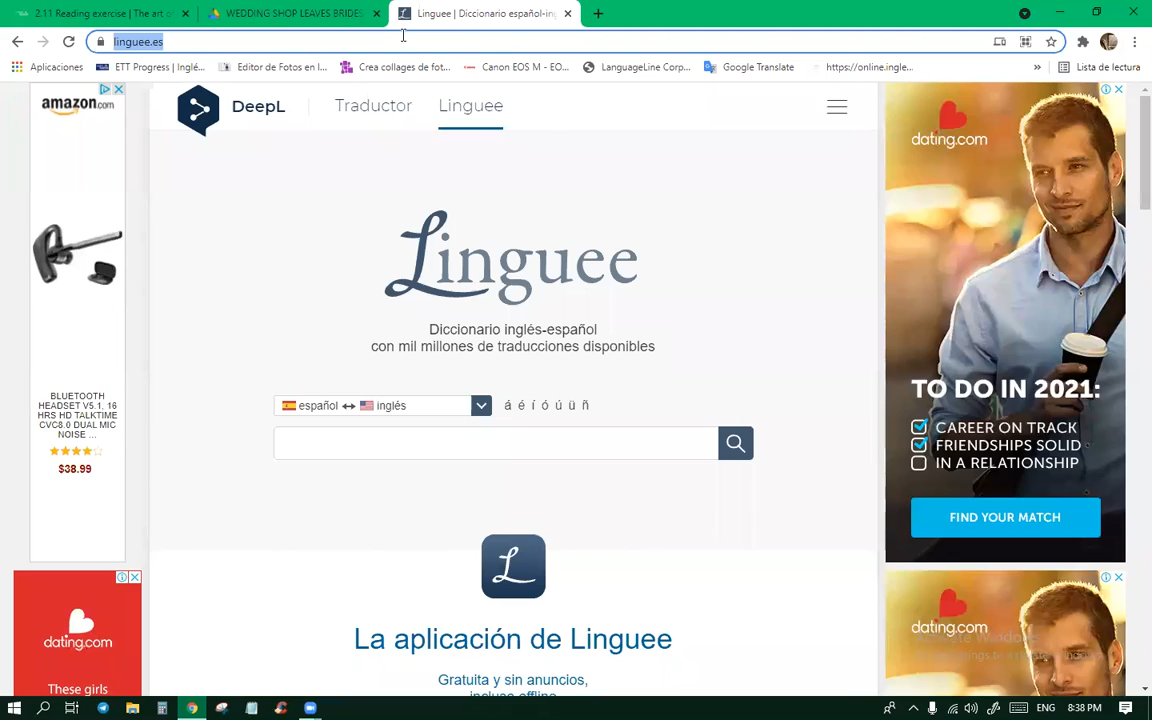 2.11 Reading exercise | The art of
WEDDING SHOP LEAVES BRIDES
Linguee | Diccionario español-in
linguee.es
Aplicaciones
ETT Progress | Inglé...
Editor de Fotos en l...
Crea collages de fot...
Canon EOS M - EO...
LanguageLine Corp...
Google Translate
https://online.ingle...
»
Lista de lectura
amazon.com
BLUETOOTH
HEADSET V5.1, 16
HRS HD TALKTIME
CVC8.0 DUAL MIC
NOISE ...
$38.99
dating.com
These girls
DeepL
Traductor
Linguee
Linguee
Diccionario inglés-español
con mil millones de traducciones disponibles
español ↔ inglés
á é í ó ú ü ñ
L
La aplicación de Linguee
Gratuita y sin anuncios,
incluso offline
dating.com
TO DO IN 2021:
CAREER ON TRACK
FRIENDSHIPS SOLID
IN A RELATIONSHIP
FIND YOUR MATCH
dating.com
Activate Windows
ENG
8:38 PM